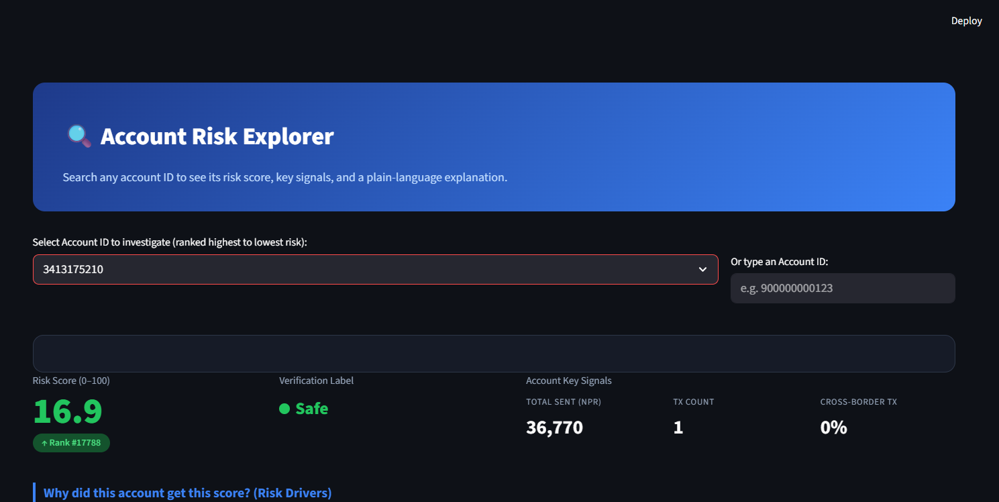 Deploy
Account Risk Explorer
Search any account ID to see its risk score, key signals, and a plain-language explanation.
Select Account ID to investigate (ranked highest to lowest risk):
3413175210
Or type an Account ID:
e.g. 900000000123
Risk Score (0–100)
16.9
↑ Rank #17788
Verification Label
Safe
Account Key Signals
TOTAL SENT (NPR)
36,770
TX COUNT
1
CROSS-BORDER TX
0%
Why did this account get this score? (Risk Drivers)